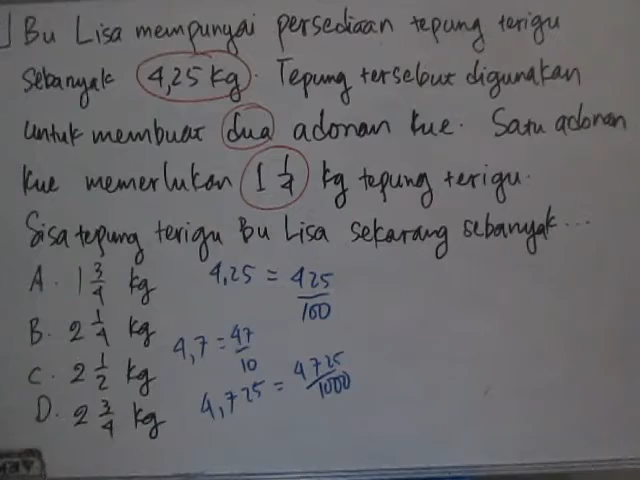 Bu Lisa mempunyai persediaan tepung terigu
sebanyak 4,25 kg. Tepung tersebut digunakan
untuk membuat dua adonan kue. Satu adonan
kue memerlukan 1 1/4 kg tepung terigu.
Sisa tepung terigu Bu Lisa sekarang sebanyak...
A. 1 3/4 kg
B. 2 1/4 kg
C. 2 1/2 kg
D. 2 3/4 kg
4,25 = 425/100
4,7 = 47/10
4,725 = 4725/1000